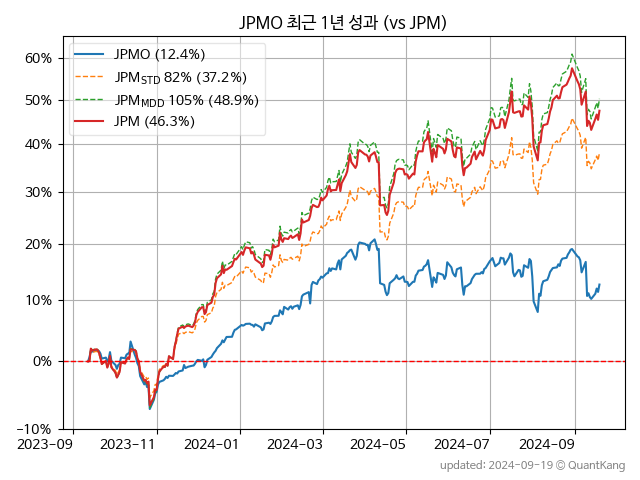 JPMO 최근 1년 성과 (vs JPM)
JPMO (12.4%)
JPM_STD 82% (37.2%)
JPM_MDD 105% (48.9%)
JPM (46.3%)
60%
50%
40%
30%
20%
10%
0%
−10%
2023-09 2023-11 2024-01 2024-03 2024-05 2024-07 2024-09
updated: 2024-09-19 @ QuantKang